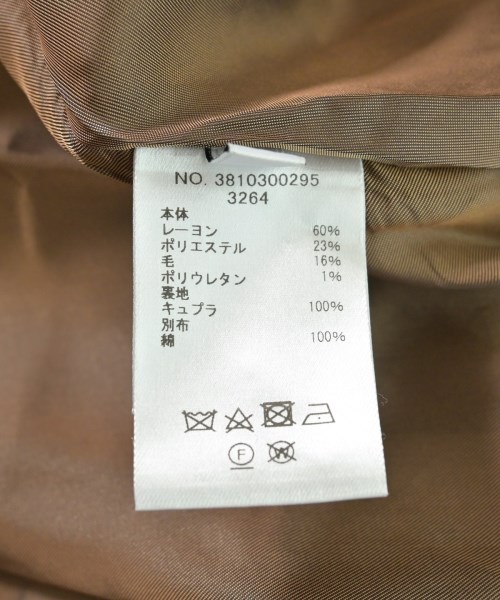 NO. 3810300295
3264
本体
レーヨン 60%
ポリエステル 23%
毛 16%
ポリウレタン 1%
裏地
キュプラ 100%
別布
綿 100%
F
W